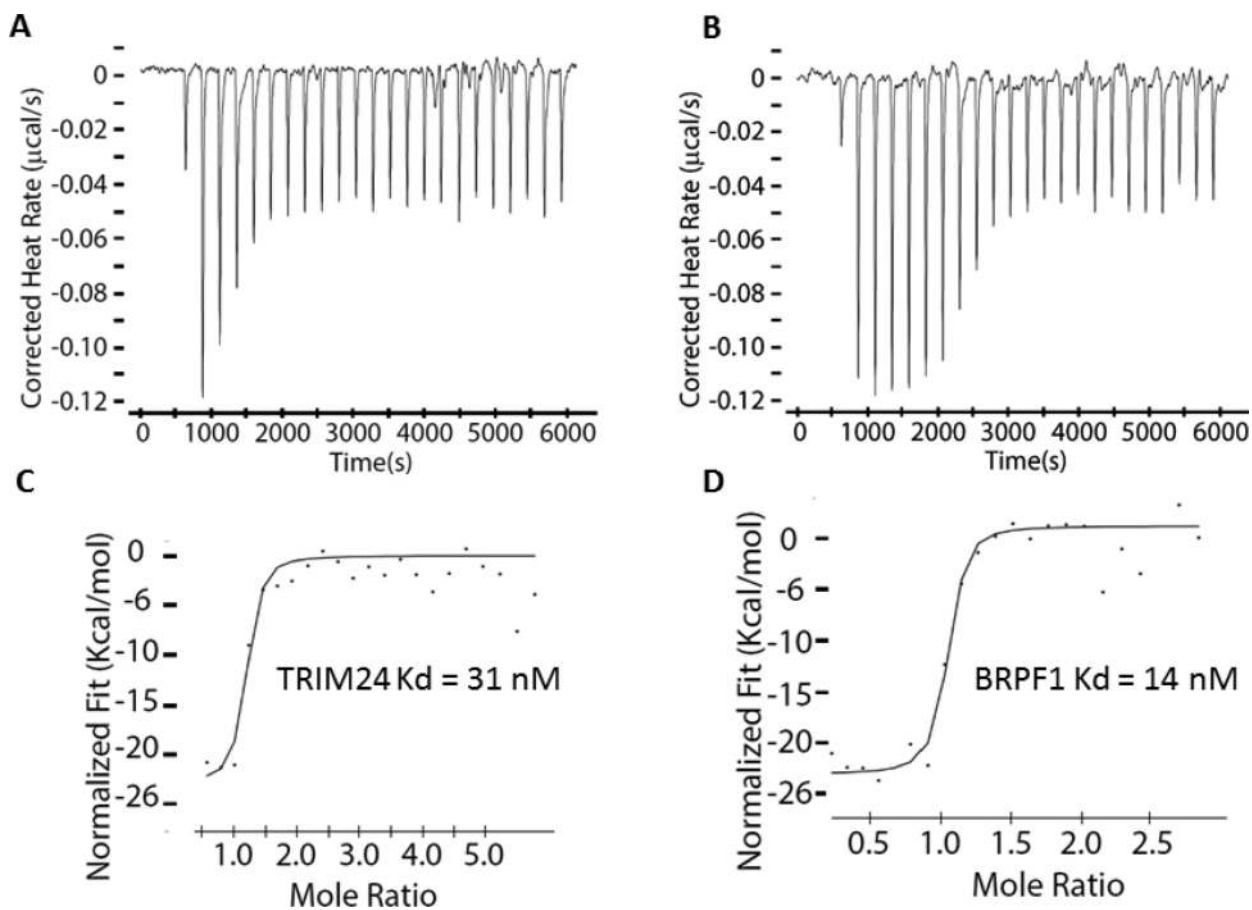 A
Corrected Heat Rate (µcal/s)
0
-0.02
-0.04
-0.06
-0.08
-0.10
-0.12
0 1000 2000 3000 4000 5000 6000
Time(s)
B
Corrected Heat Rate (µcal/s)
0
-0.02
-0.04
-0.06
-0.08
-0.10
-0.12
0 1000 2000 3000 4000 5000 6000
Time(s)
C
Normalized Fit (Kcal/mol)
0
-6
-10
-15
-20
-26
TRIM24 Kd = 31 nM
1.0 2.0 3.0 4.0 5.0
Mole Ratio
D
Normalized Fit (Kcal/mol)
0
-6
-10
-15
-20
-26
BRPF1 Kd = 14 nM
0.5 1.0 1.5 2.0 2.5
Mole Ratio